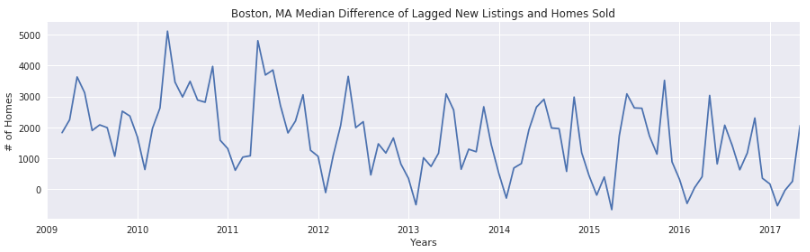 Boston, MA Median Difference of Lagged New Listings and Homes Sold
5000
4000
3000
2000
1000
0
# of Homes
2009 2010 2011 2012 2013 2014 2015 2016 2017
Years